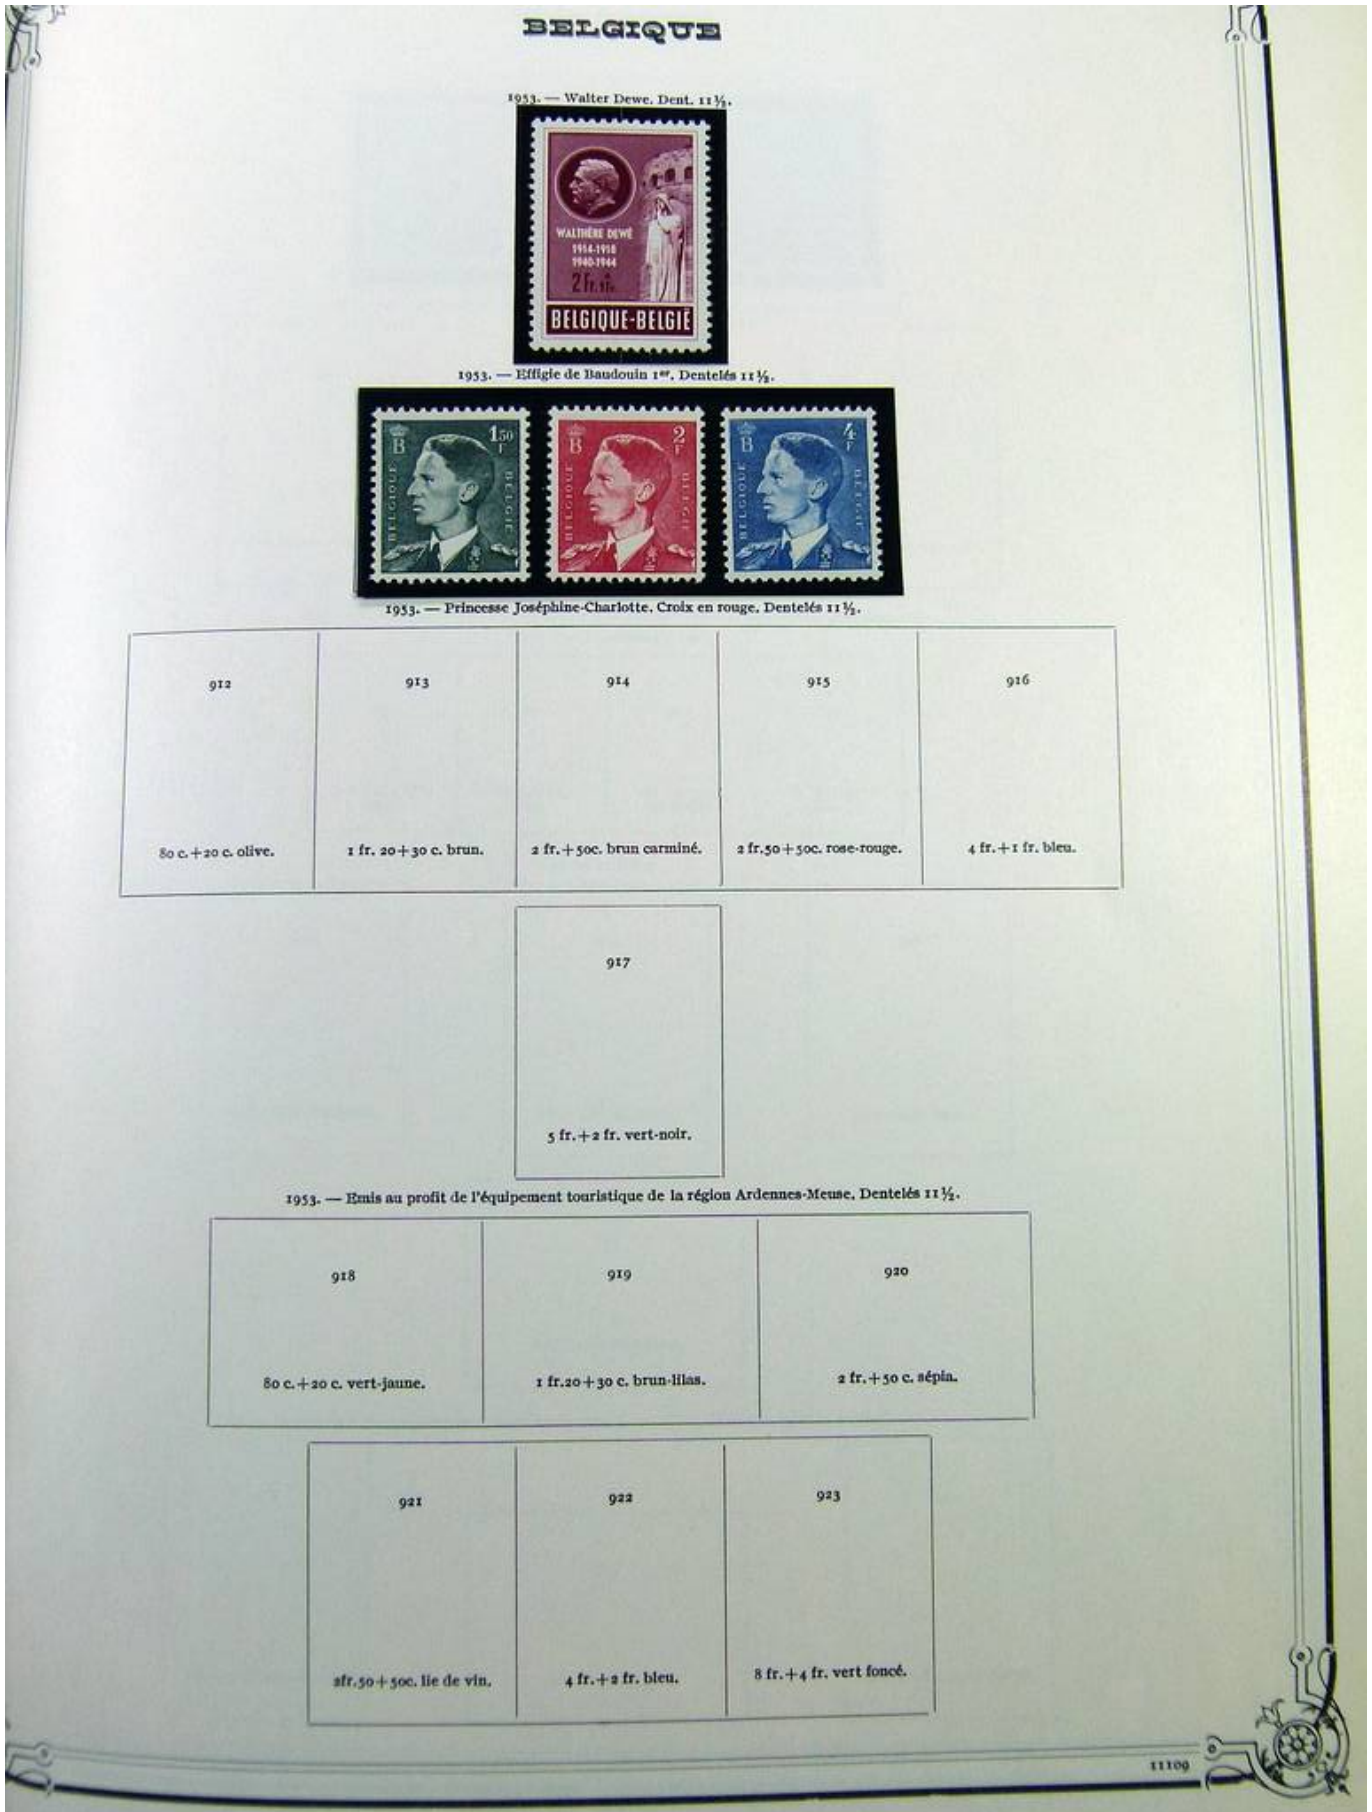 BELGIQUE
1953. — Walter Dewe. Dent. 11½.
WALTHÈRE DEWÉ
1914-1918
1940-1944
2 Fr. + 1 Fr.
BELGIQUE-BELGIË
1953. — Effigie de Baudouin 1er. Dentelés 11½.
B 1,50 F BELGIQUE BELGIE
B 2 F BELGIQUE BELGIE
B 4 F BELGIQUE BELGIE
1953. — Princesse Joséphine-Charlotte. Croix en rouge. Dentelés 11½.
912 913 914 915 916
80 c.+20 c. olive. 1 fr. 20+30 c. brun. 2 fr.+50c. brun carminé. 2 fr.50+50c. rose-rouge. 4 fr.+1 fr. bleu.
917
5 fr.+2 fr. vert-noir.
1953. — Emis au profit de l'équipement touristique de la région Ardennes-Meuse. Dentelés 11½.
918 919 920
80 c.+20 c. vert-jaune. 1 fr.20+30 c. brun-lilas. 2 fr.+50 c. sépia.
921 922 923
2fr.50+50c. lie de vin. 4 fr.+2 fr. bleu. 8 fr.+4 fr. vert foncé.
11109